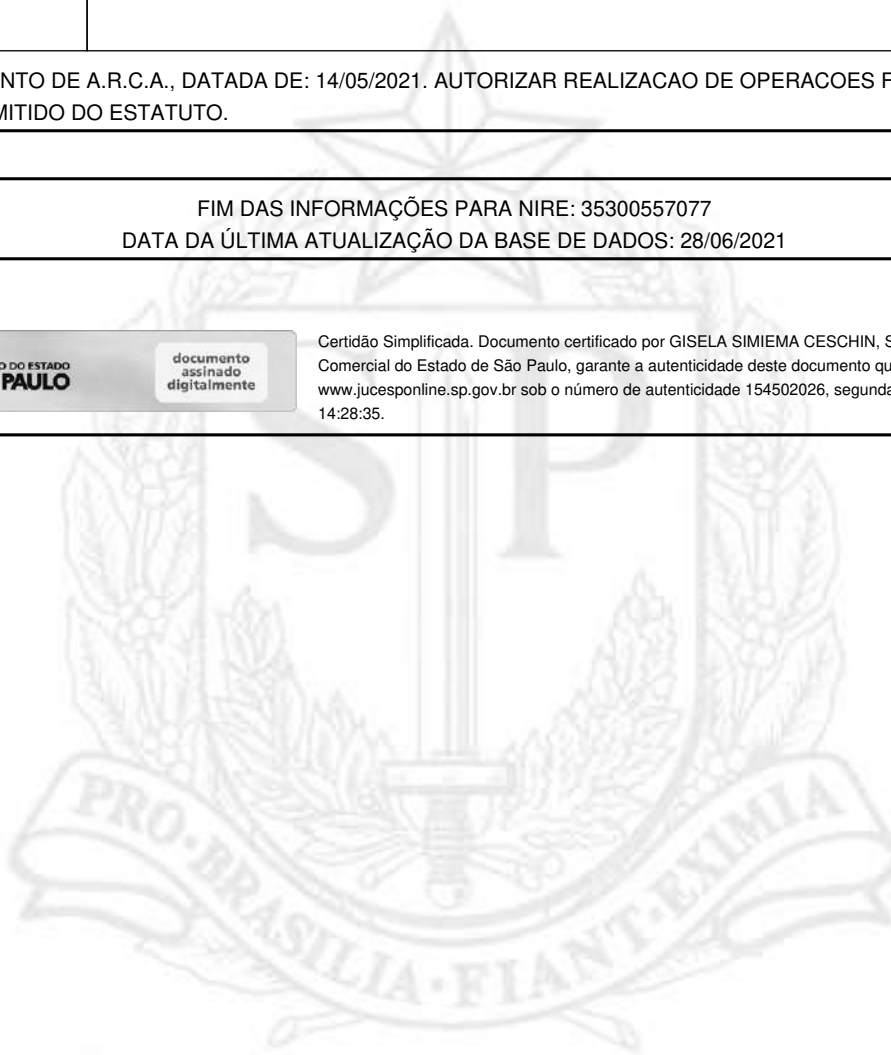 NTO DE A.R.C.A., DATADA DE: 14/05/2021. AUTORIZAR REALIZACAO DE OPERACOES F
MITIDO DO ESTATUTO.
FIM DAS INFORMAÇÕES PARA NIRE: 35300557077
DATA DA ÚLTIMA ATUALIZAÇÃO DA BASE DE DADOS: 28/06/2021
O DO ESTADO
PAULO
documento
assinado
digitalmente
Certidão Simplificada. Documento certificado por GISELA SIMIEMA CESCHIN, S
Comercial do Estado de São Paulo, garante a autenticidade deste documento qu
www.jucesponline.sp.gov.br sob o número de autenticidade 154502026, segunda
14:28:35.
SP
PRO·BRASILIA·FIANT·EXIMIA